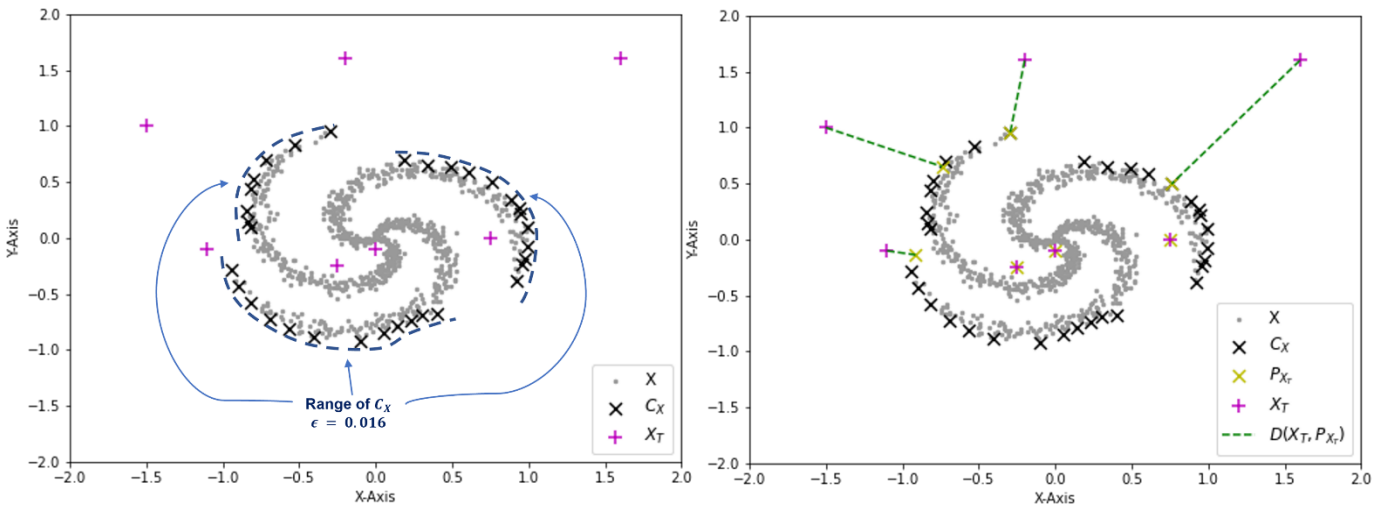 2.0
1.5
1.0
0.5
0.0
−0.5
−1.0
−1.5
−2.0
Y-Axis
−2.0 −1.5 −1.0 −0.5 0.0 0.5 1.0 1.5 2.0
X-Axis
Range of C_X
ϵ = 0.016
X
C_X
X_T
2.0
1.5
1.0
0.5
0.0
−0.5
−1.0
−1.5
−2.0
Y-Axis
−2.0 −1.5 −1.0 −0.5 0.0 0.5 1.0 1.5 2.0
X-Axis
X
C_X
P_{X_T}
X_T
D(X_T, P_{X_T})